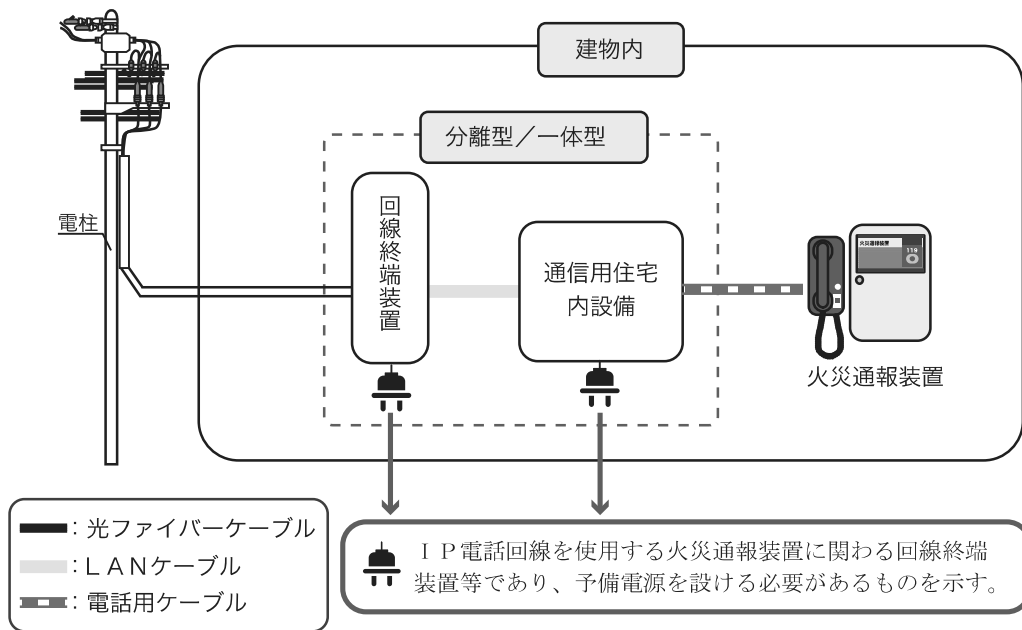 建物内
分離型／一体型
電柱
回線終端装置
通信用住宅
内設備
火災通報装置
119
火災通報装置
：光ファイバーケーブル
：ＬＡＮケーブル
：電話用ケーブル
ＩＰ電話回線を使用する火災通報装置に関わる回線終端
装置等であり、予備電源を設ける必要があるものを示す。